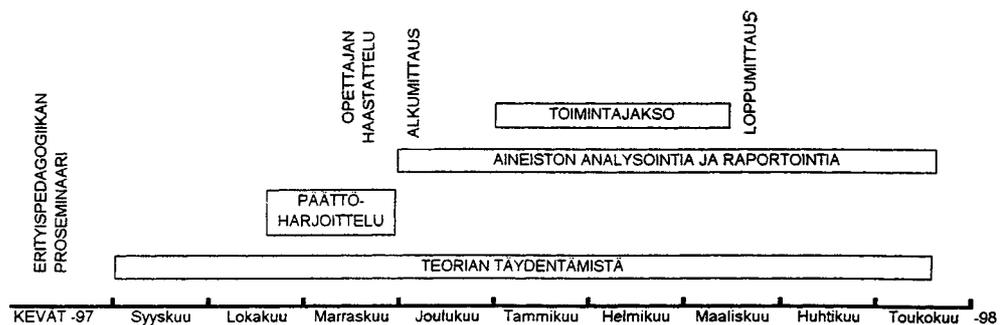 ERITYISPEDAGOGIIKAN
PROSEMINAARI
OPETTAJAN
HAASTATTELU
ALKUMITTAUS
LOPPUMITTAUS
TOIMINTAJAKSO
AINEISTON ANALYSOINTIA JA RAPORTOINTIA
PÄÄTTÖ-
HARJOITTELU
TEORIAN TÄYDENTÄMISTÄ
KEVÄT -97 Syyskuu Lokakuu Marraskuu Joulukuu Tammikuu Helmikuu Maaliskuu Huhtikuu Toukokuu -98